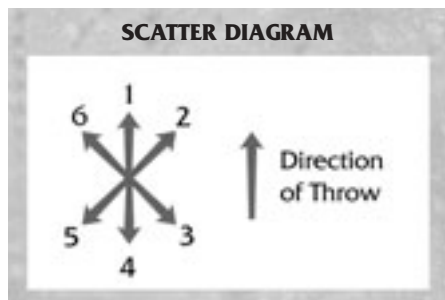 SCATTER DIAGRAM
1
6 2
Direction
of Throw
5 3
4